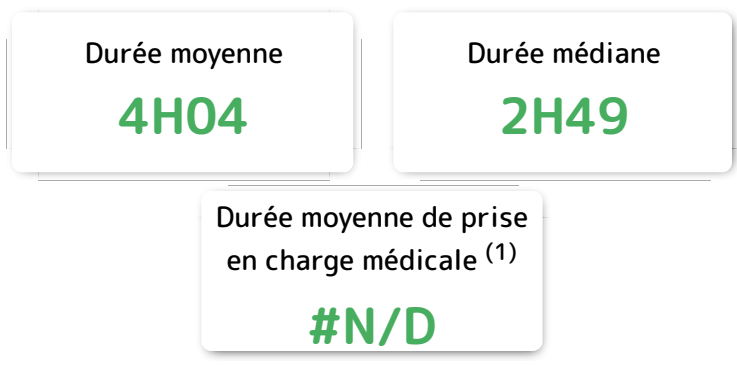 Durée moyenne
4H04
Durée médiane
2H49
Durée moyenne de prise
en charge médicale (1)
#N/D